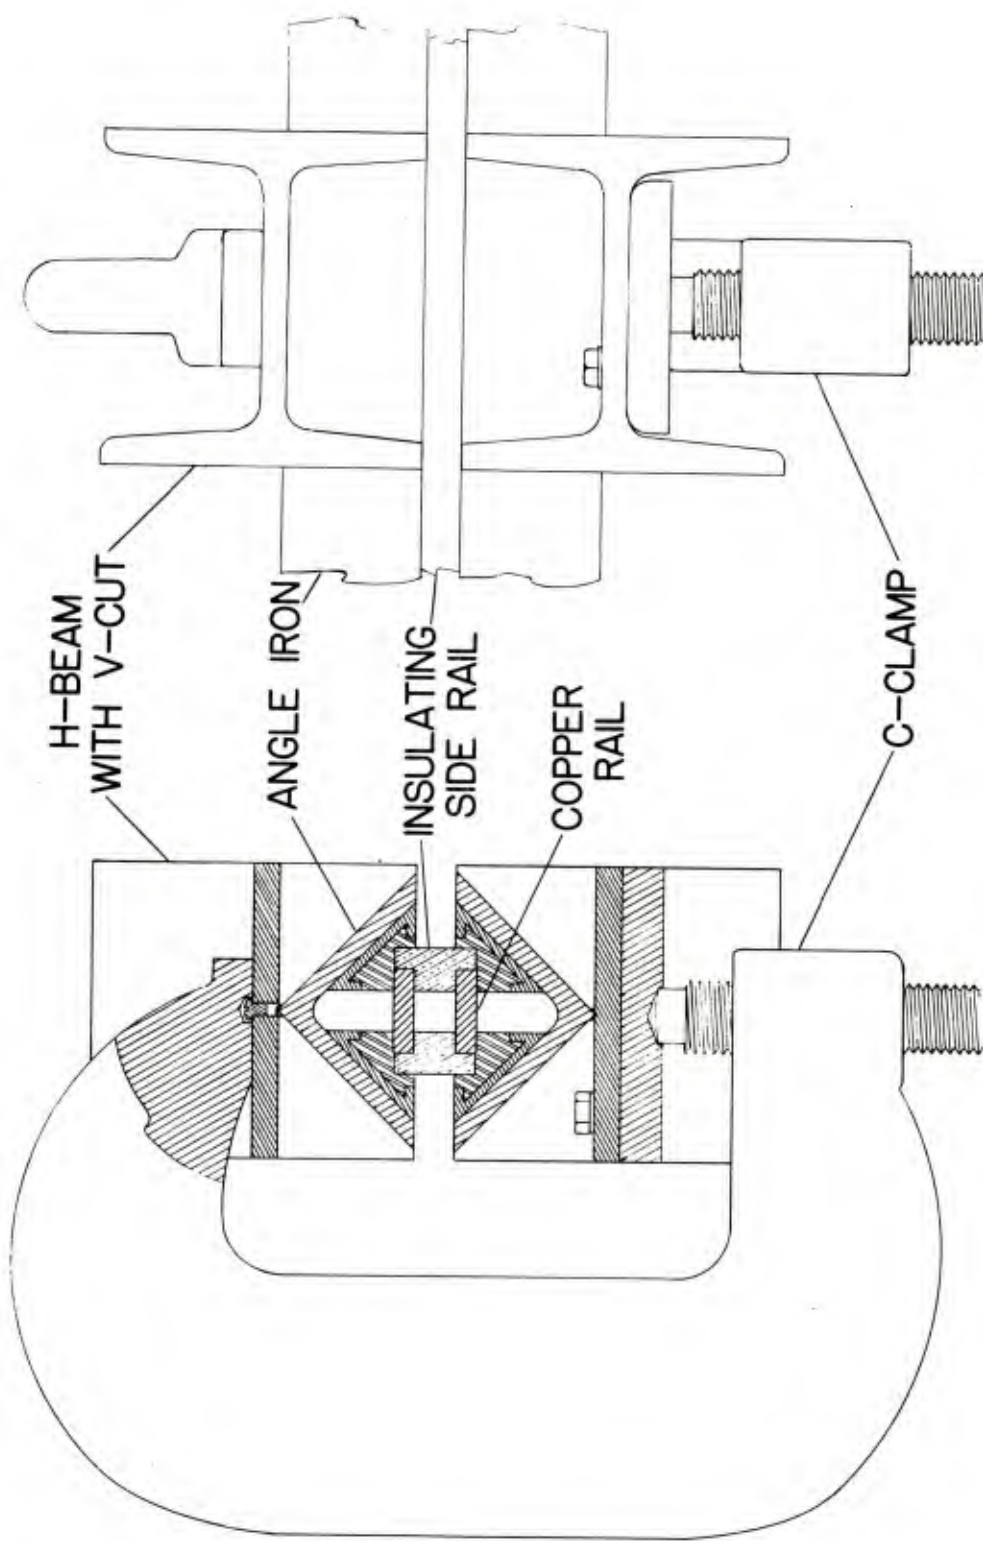 H-BEAM
WITH V-CUT
ANGLE IRON
INSULATING
SIDE RAIL
COPPER
RAIL
C-CLAMP